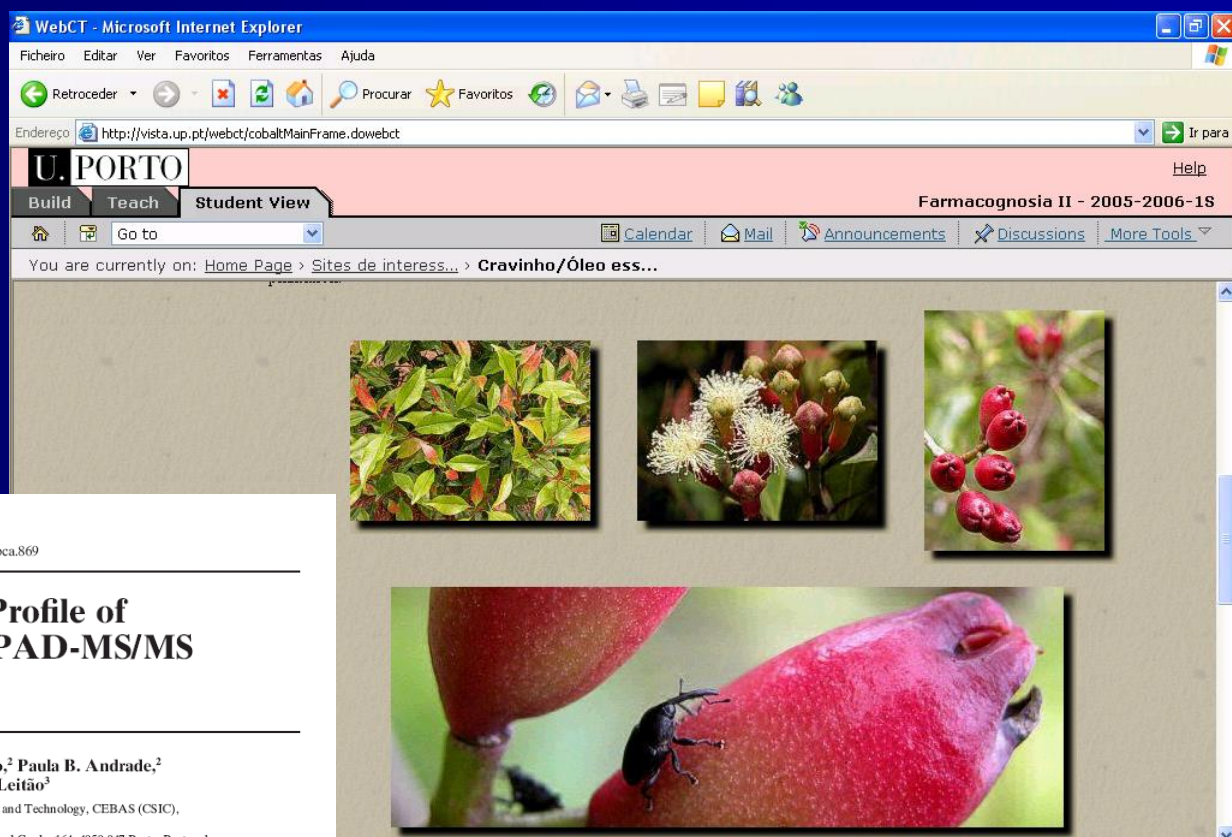 WebCT - Microsoft Internet Explorer
Ficheiro Editar Ver Favoritos Ferramentas Ajuda
Retroceder Procurar Favoritos
Endereço http://vista.up.pt/webct/cobaltMainFrame.dowebct Ir para
U. PORTO Help
Build Teach Student View Farmacognosia II - 2005-2006-1S
Go to Calendar Mail Announcements Discussions More Tools
You are currently on: Home Page > Sites de interess... > Cravinho/Óleo ess...
ca.869
Profile of
PAD-MS/MS
,² Paula B. Andrade,²
Leitão³
and Technology, CEBAS (CSIC),